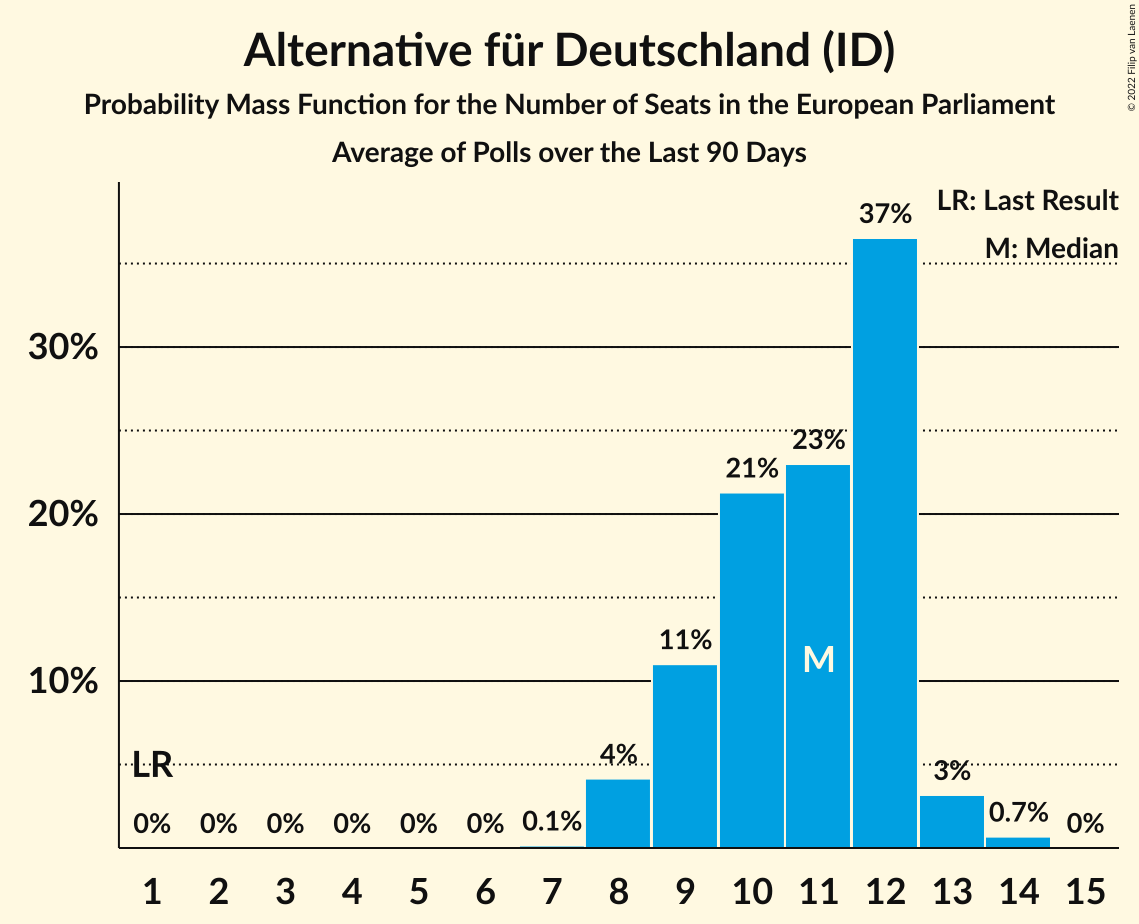 Alternative für Deutschland (ID)
Probability Mass Function for the Number of Seats in the European Parliament
Average of Polls over the Last 90 Days
© 2022 Filip van Laenen
LR: Last Result
M: Median
37%
30%
23%
21%
20%
11%
M
10%
LR
4%
3%
0% 0% 0% 0% 0% 0% 0.1% 0.7% 0%
1 2 3 4 5 6 7 8 9 10 11 12 13 14 15